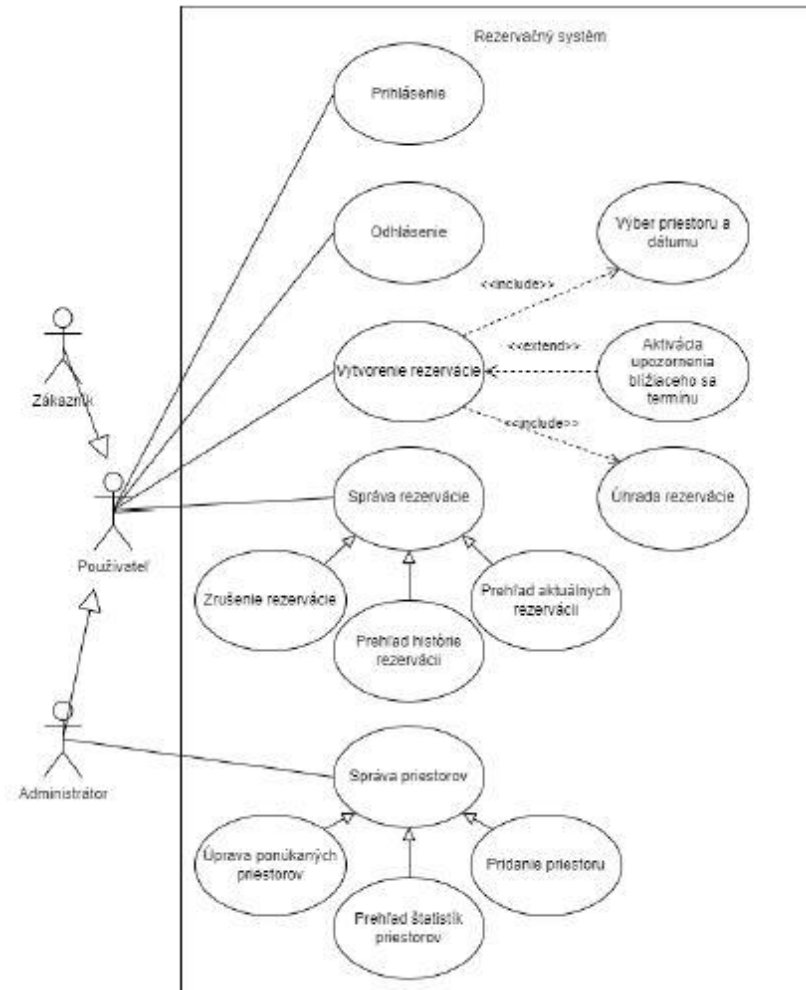 Rezervačný systém
Prihlásenie
Odhlásenie
Výber priestoru a
dátumu
<<include>>
Vytvorenie rezervácie
<<extend>>
Aktivácia
upozornenia
blížiaceho sa
termínu
<<include>>
Úhrada rezervácie
Zákazník
Používateľ
Správa rezervácie
Zrušenie rezervácie
Prehľad histórie
rezervácií
Prehľad aktuálnych
rezervácií
Administrátor
Správa priestorov
Úprava ponúkaných
priestorov
Prehľad štatistík
priestorov
Pridanie priestoru